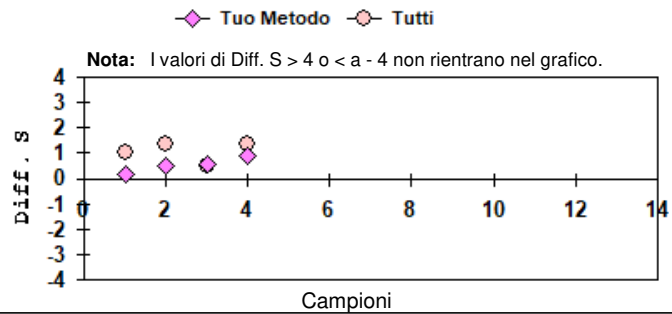 Tuo Metodo Tutti
Nota: I valori di Diff. S > 4 o < a - 4 non rientrano nel grafico.
4
3
2
1
0
-1
-2
-3
-4
Diff. S
0 2 4 6 8 10 12 14
Campioni